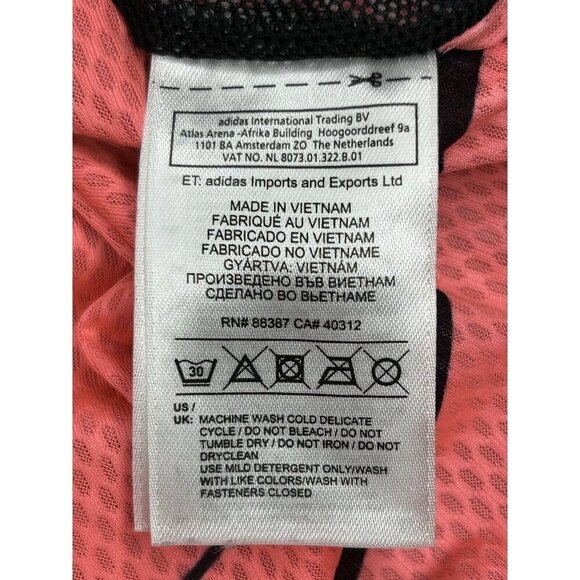 adidas International Trading BV
Atlas Arena -Afrika Building Hoogoorddreef 9a
1101 BA Amsterdam ZO The Netherlands
VAT NO. NL 8073.01.322.B.01
ET: adidas Imports and Exports Ltd
MADE IN VIETNAM
FABRIQUÉ AU VIETNAM
FABRICADO EN VIETNAM
FABRICADO NO VIETNAME
GYÁRTVA: VIETNÁM
ПРОИЗВЕДЕНО ВЪВ ВИЕТНАМ
СДЕЛАНО ВО ВЬЕТНАМЕ
RN# 88387 CA# 40312
30
US /
UK: MACHINE WASH COLD DELICATE
CYCLE / DO NOT BLEACH / DO NOT
TUMBLE DRY / DO NOT IRON / DO NOT
DRYCLEAN
USE MILD DETERGENT ONLY/WASH
WITH LIKE COLORS/WASH WITH
FASTENERS CLOSED